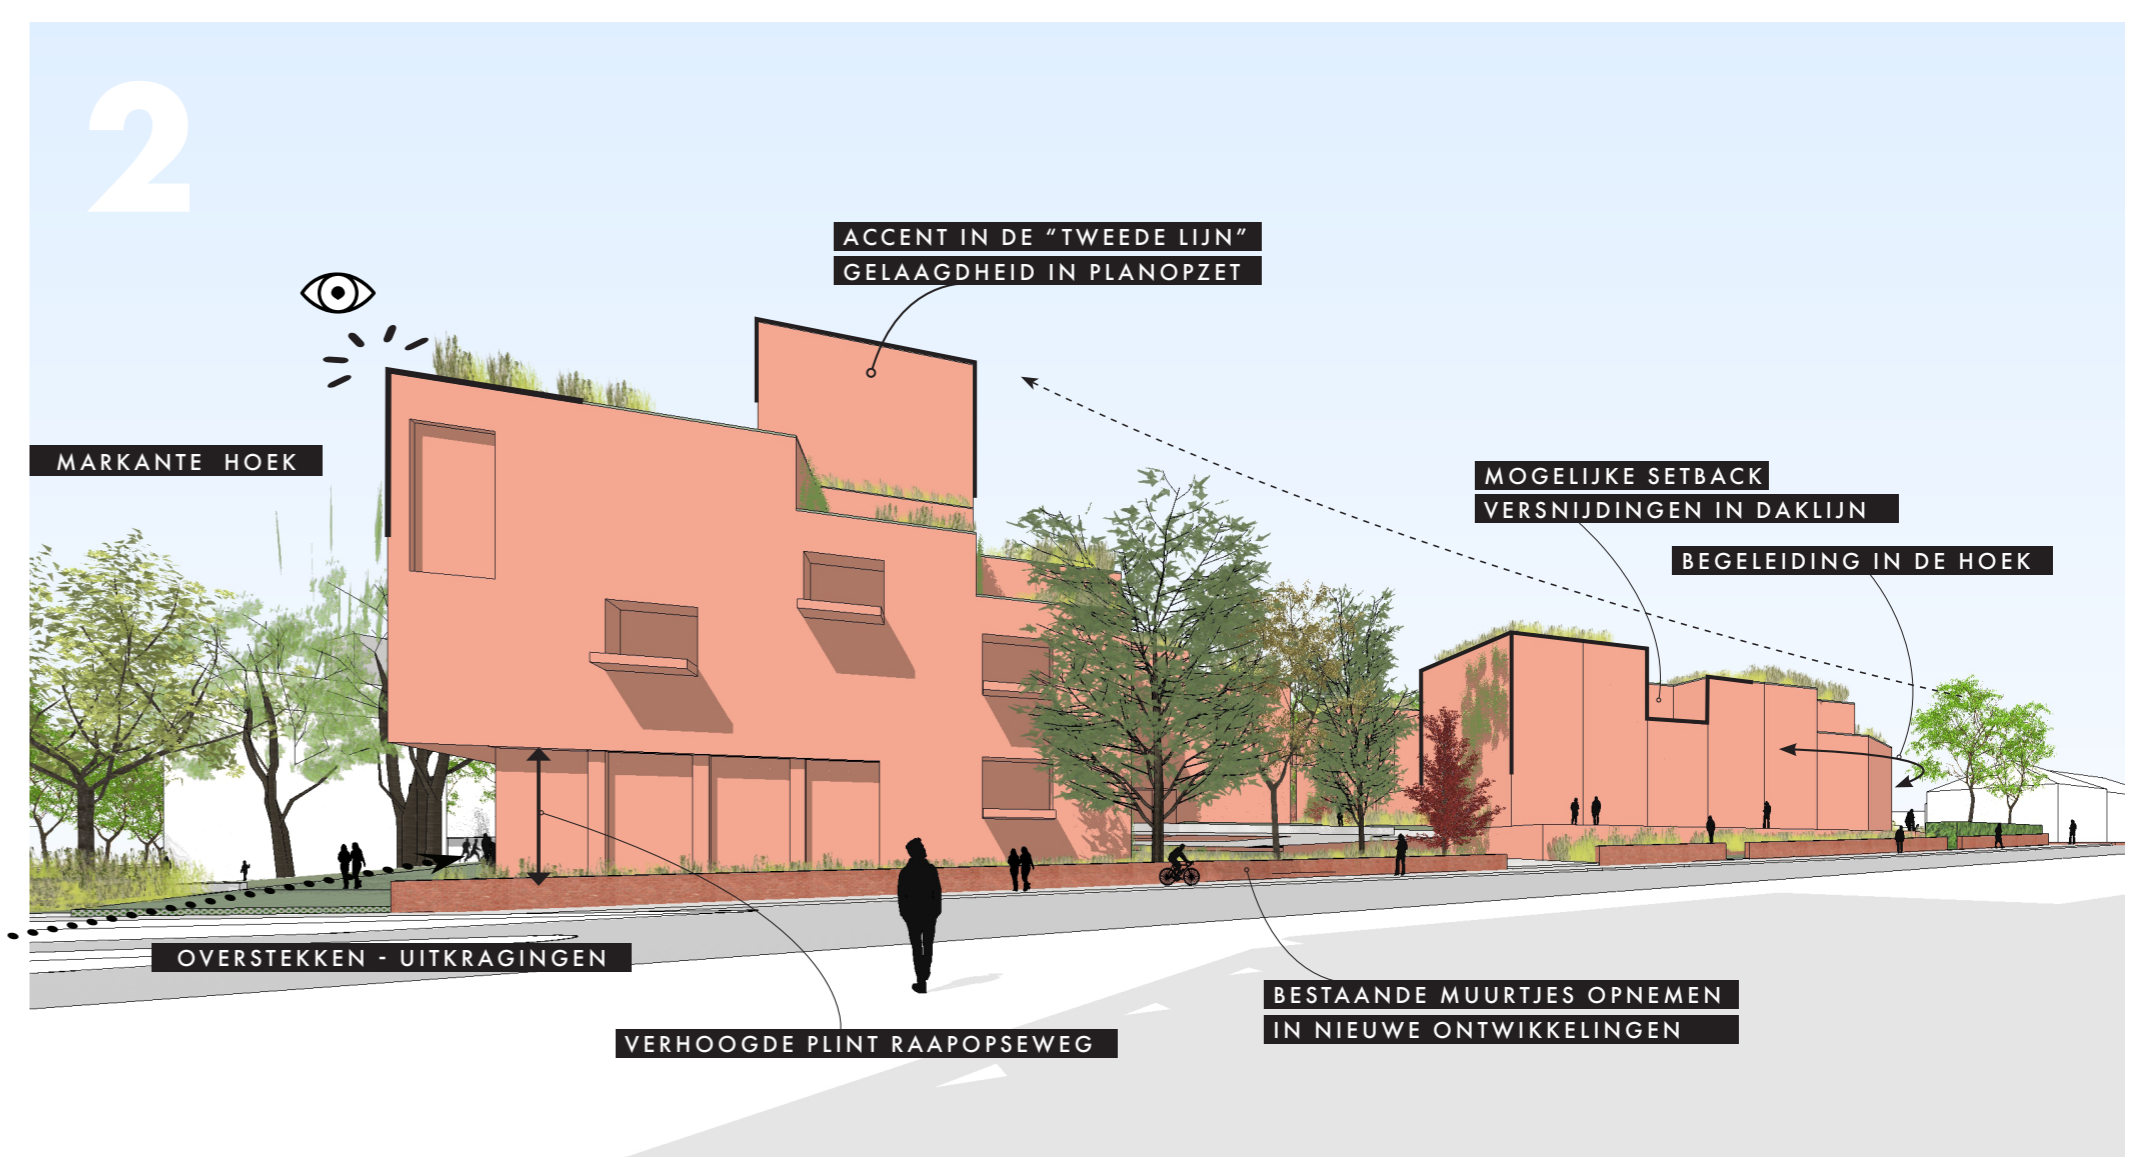 2
ACCENT IN DE “TWEEDE LIJN”
GELAAGDHEID IN PLANOPZET
MARKANTE HOEK
MOGELIJKE SETBACK
VERSNIJDINGEN IN DAKLIJN
BEGELEIDING IN DE HOEK
OVERSTEKKEN - UITKRAGINGEN
VERHOOGDE PLINT RAAPOPSEWEG
BESTAANDE MUURTJES OPNEMEN
IN NIEUWE ONTWIKKELINGEN